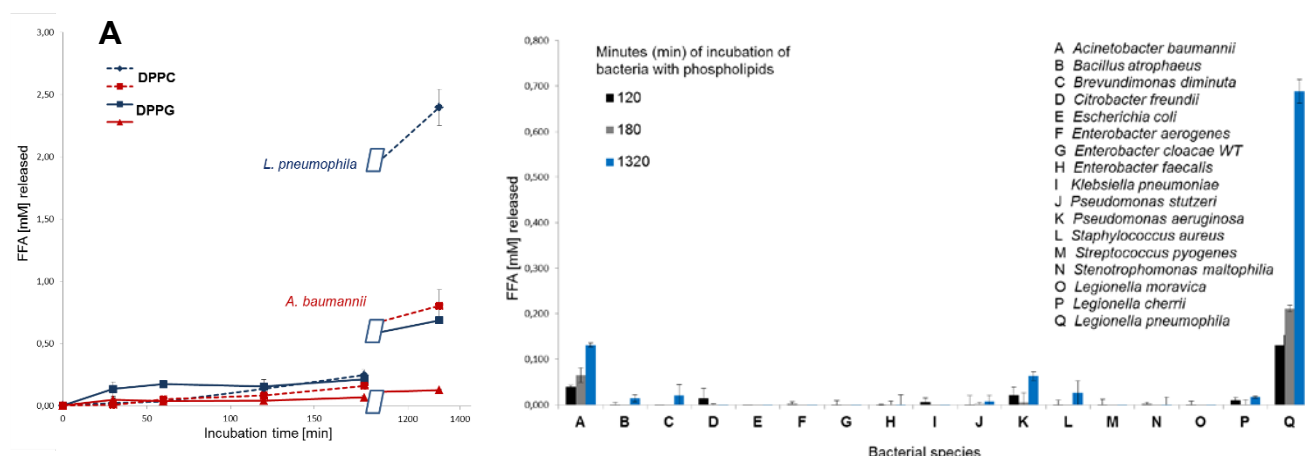 A
3,00
2,50
2,00
1,50
1,00
0,50
0,00
FFA [mM] released
DPPC
DPPG
L. pneumophila
A. baumannii
0 50 100 150 1200 1400
Incubation time [min]
0,800
0,700
0,600
0,500
0,400
0,300
0,200
0,100
0,000
FFA [mM] released
Minutes (min) of incubation of
bacteria with phospholipids
120
180
1320
A Acinetobacter baumannii
B Bacillus atrophaeus
C Brevundimonas diminuta
D Citrobacter freundii
E Escherichia coli
F Enterobacter aerogenes
G Enterobacter cloacae WT
H Enterobacter faecalis
I Klebsiella pneumoniae
J Pseudomonas stutzeri
K Pseudomonas aeruginosa
L Staphylococcus aureus
M Streptococcus pyogenes
N Stenotrophomonas maltophilia
O Legionella moravica
P Legionella cherrii
Q Legionella pneumophila
A B C D E F G H I J K L M N O P Q
Bacterial species